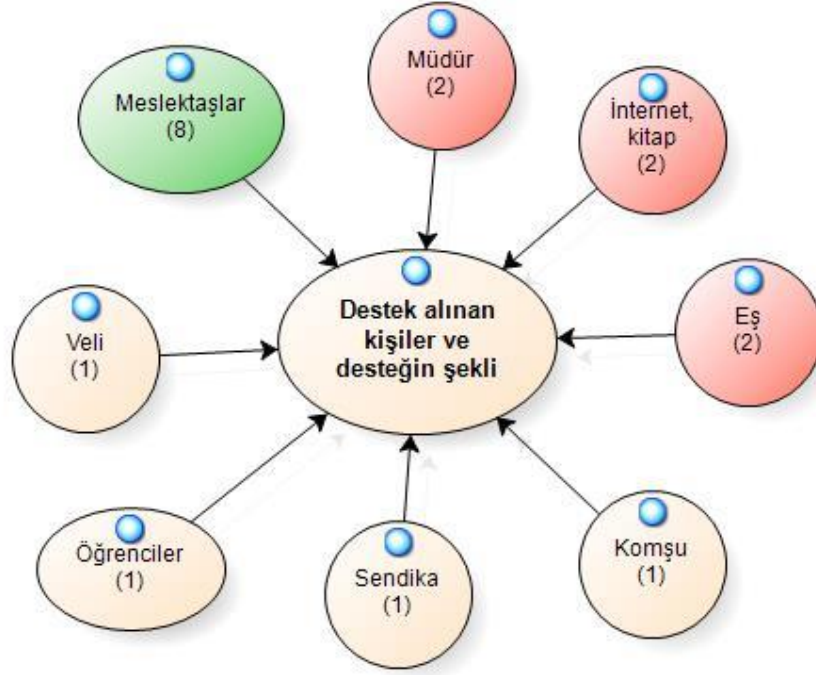 Müdür
(2)
Meslektaşlar
(8)
İnternet,
kitap
(2)
Destek alınan
kişiler ve
desteğin şekli
Eş
(2)
Veli
(1)
Öğrenciler
(1)
Sendika
(1)
Komşu
(1)